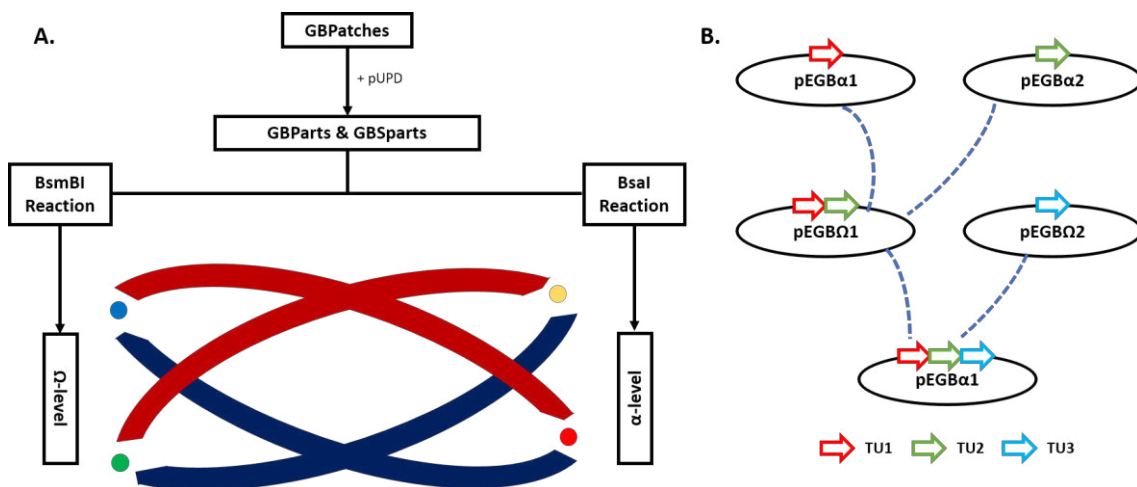 A.
GBPatches
+ pUPD
GBParts & GBSparts
BsmBI
Reaction
BsaI
Reaction
Ω-level
α-level
B.
pEGBα1
pEGBα2
pEGBΩ1
pEGBΩ2
pEGBα1
TU1
TU2
TU3